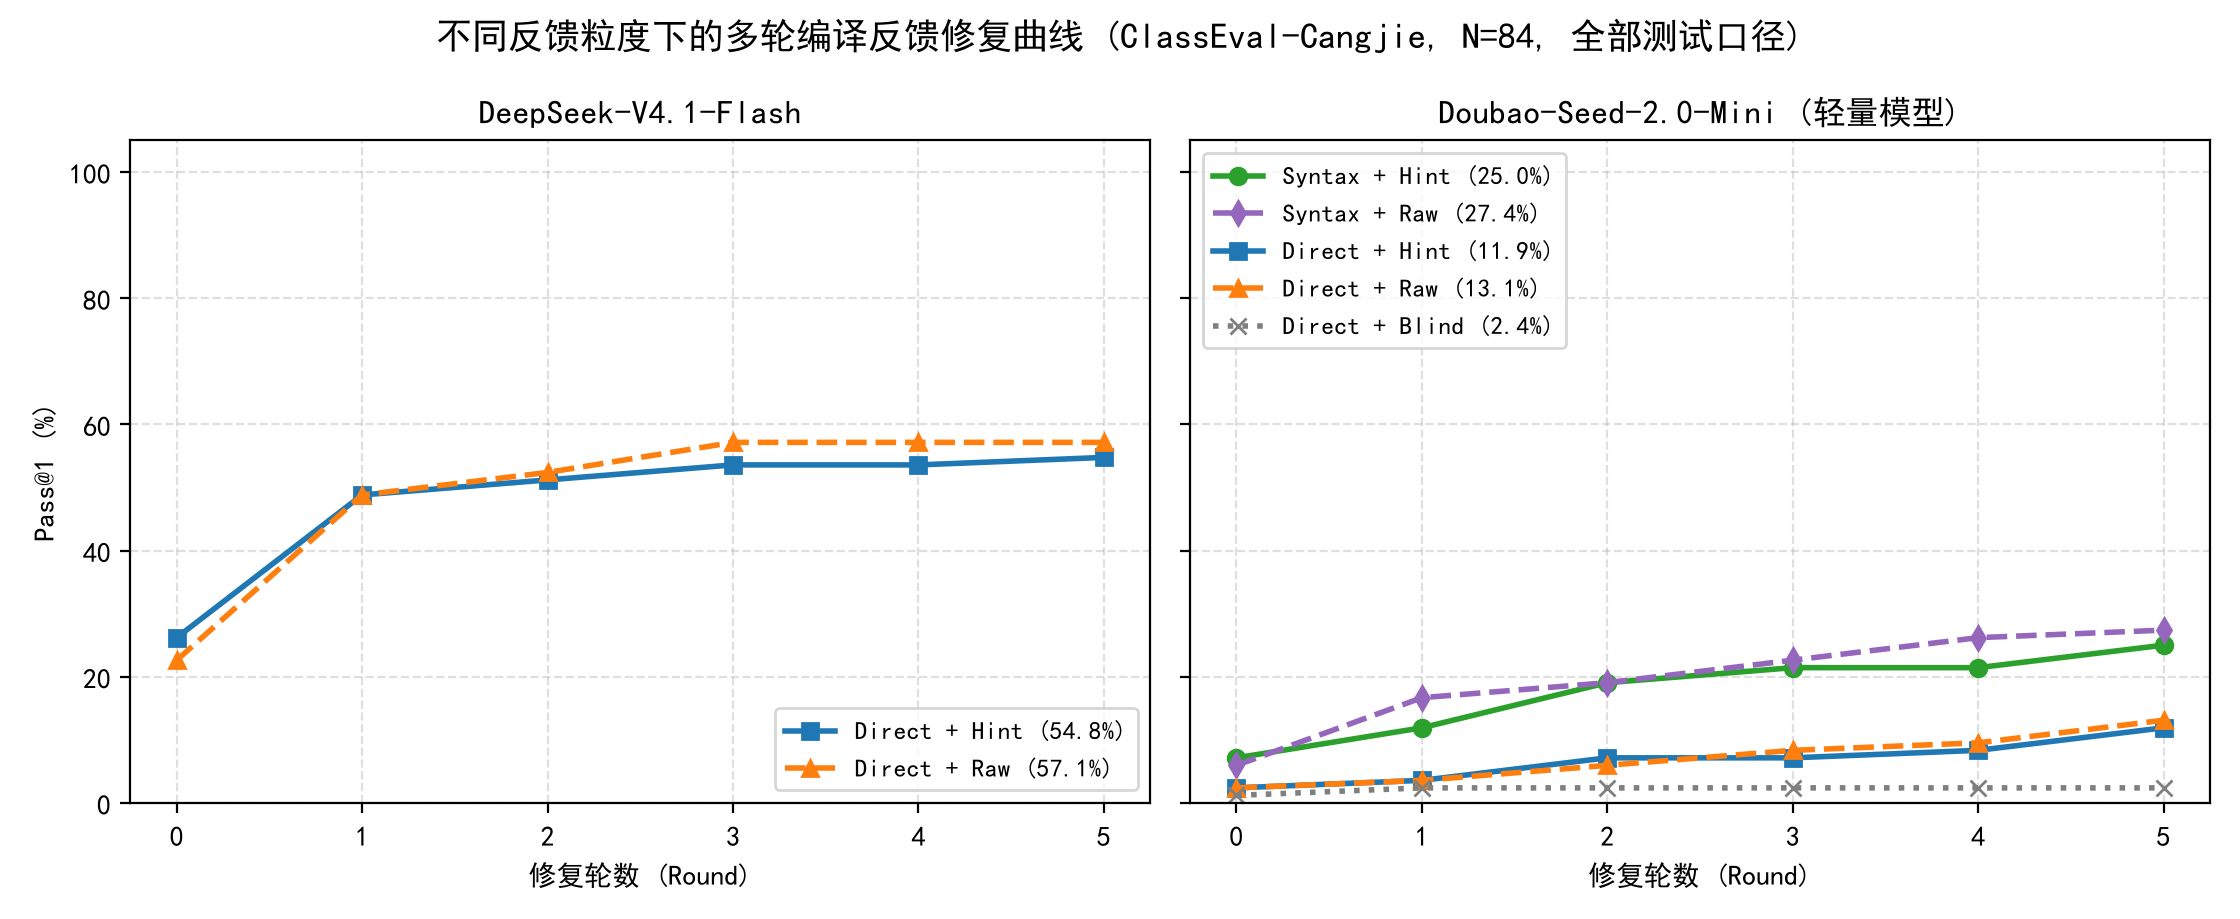 不同反馈粒度下的多轮编译反馈修复曲线 (ClassEval-Cangjie, N=84, 全部测试口径)
DeepSeek-V4.1-Flash
100
80
60
40
20
0
Pass@1 (%)
0 1 2 3 4 5
修复轮数 (Round)
Direct + Hint (54.8%)
Direct + Raw (57.1%)
Doubao-Seed-2.0-Mini (轻量模型)
Syntax + Hint (25.0%)
Syntax + Raw (27.4%)
Direct + Hint (11.9%)
Direct + Raw (13.1%)
Direct + Blind (2.4%)
0 1 2 3 4 5
修复轮数 (Round)